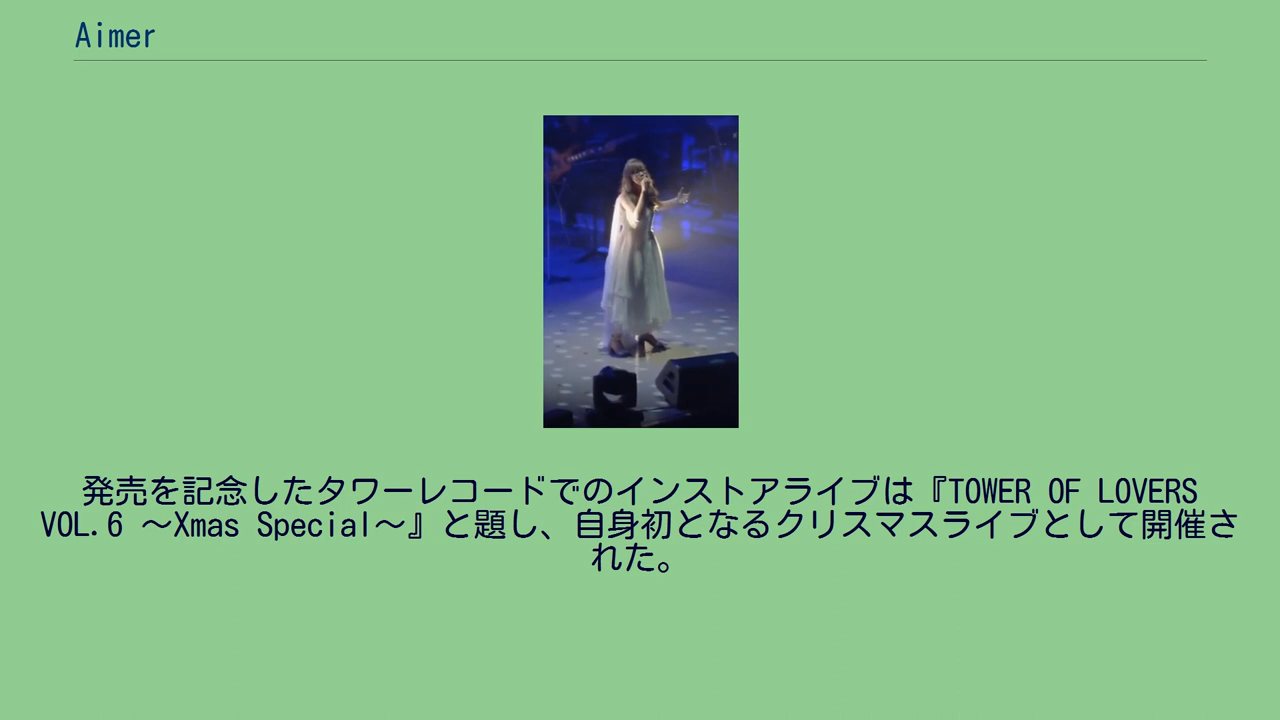 Aimer
発売を記念したタワーレコードでのインストアライブは『TOWER OF LOVERS
VOL.6 〜Xmas Special〜』と題し、自身初となるクリスマスライブとして開催さ
れた。